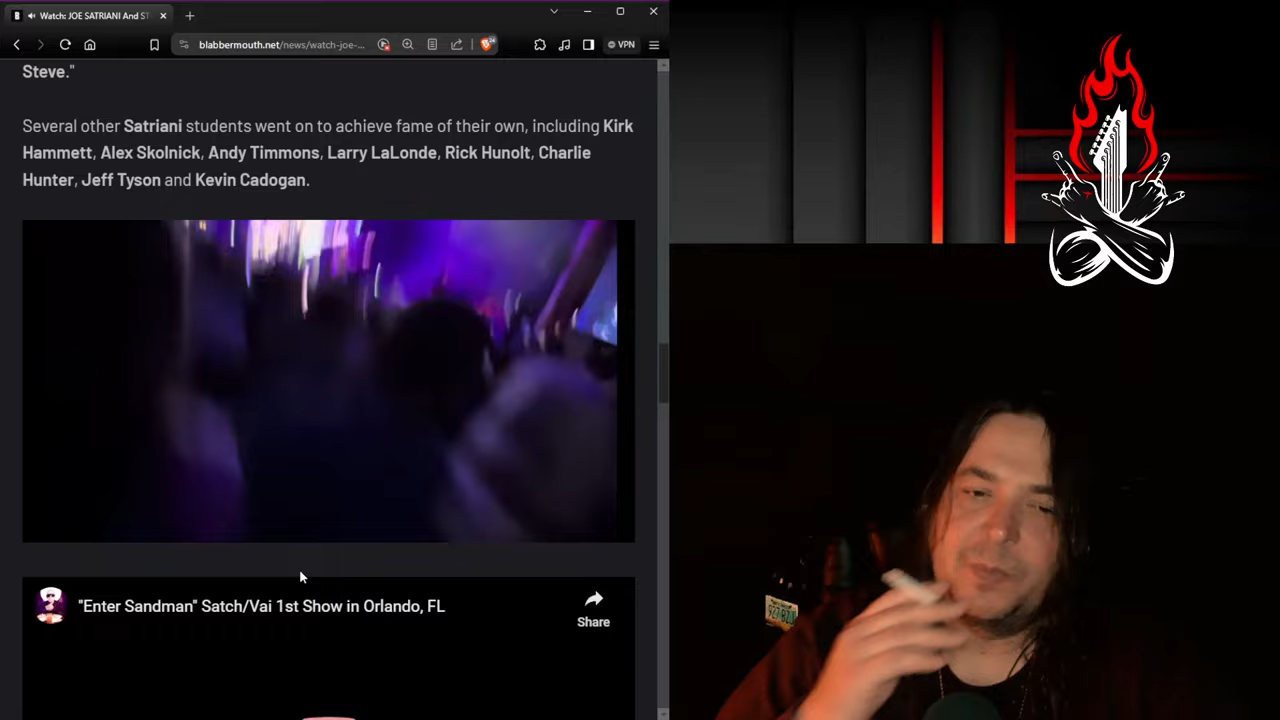 Watch: JOE SATRIANI And ST
blabbermouth.net/news/watch-joe-...
24
VPN
Steve."
Several other Satriani students went on to achieve fame of their own, including Kirk
Hammett, Alex Skolnick, Andy Timmons, Larry LaLonde, Rick Hunolt, Charlie
Hunter, Jeff Tyson and Kevin Cadogan.
"Enter Sandman" Satch/Vai 1st Show in Orlando, FL
Share